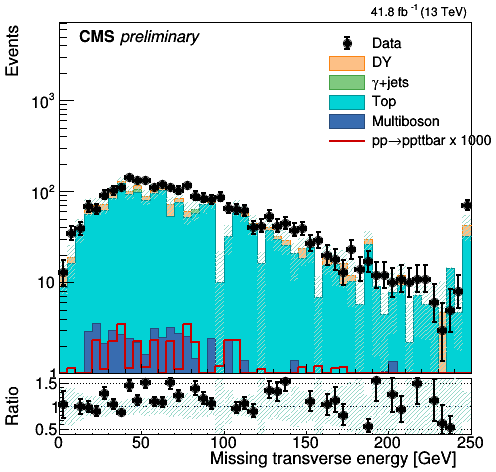 41.8 fb⁻¹ (13 TeV)
CMS preliminary
Events
Data
DY
γ+jets
Top
Multiboson
pp→ppttbar x 1000
10³
10²
10
1
Ratio
1.5
1
0.5
0 50 100 150 200 250
Missing transverse energy [GeV]